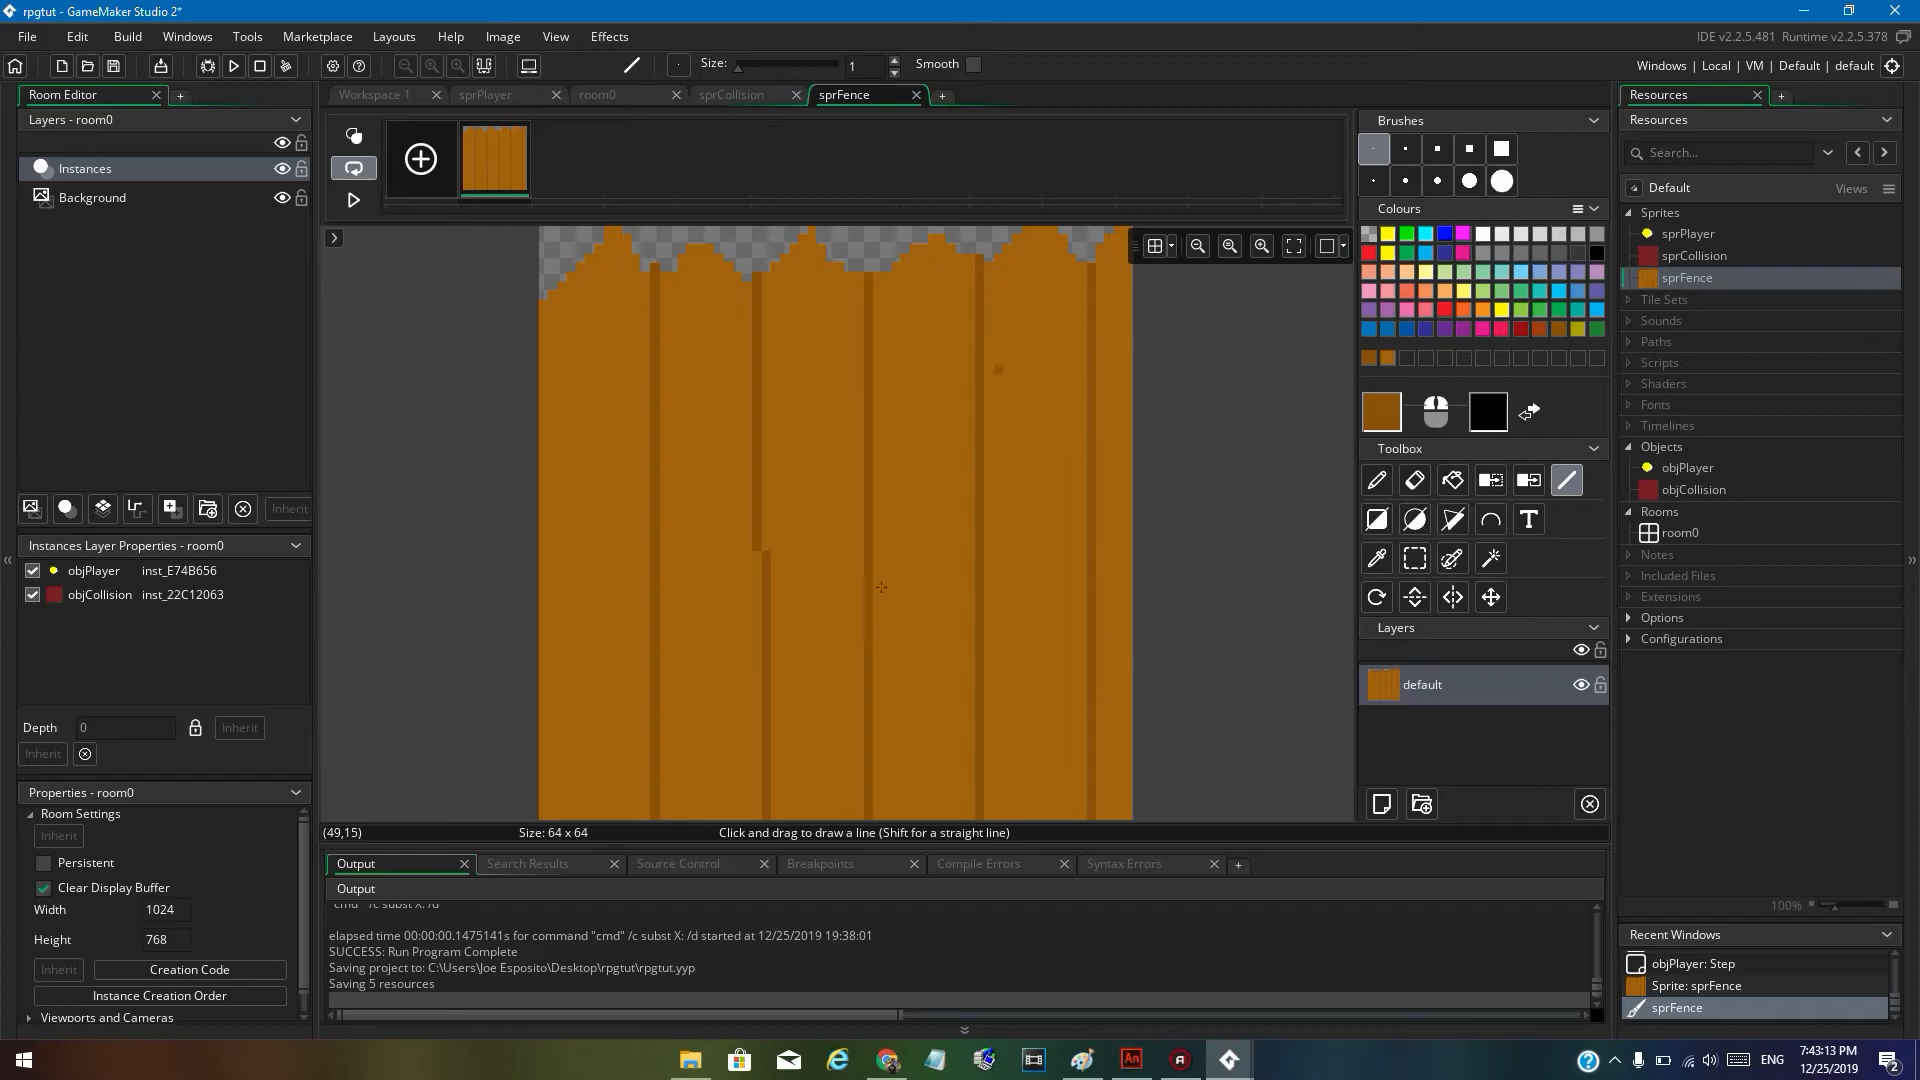 rpgtut - GameMaker Studio 2*
File Edit Build Windows Tools Marketplace Layouts Help Image View Effects
IDE v2.2.5.481 Runtime v2.2.5.378
Size: 1 Smooth
Windows | Local | VM | Default | default
Room Editor
Workspace 1 sprPlayer room0 sprCollision sprFence
Resources
Layers - room0
Instances
Background
Inherit
Instances Layer Properties - room0
objPlayer inst_E74B656
objCollision inst_22C12063
Depth 0 Inherit
Inherit
Properties - room0
Room Settings
Inherit
Persistent
Clear Display Buffer
Width 1024
Height 768
Inherit Creation Code
Instance Creation Order
Viewports and Cameras
(49,15) Size: 64 x 64 Click and drag to draw a line (Shift for a straight line)
Output Search Results Source Control Breakpoints Compile Errors Syntax Errors
Output
"cmd" /c subst X: /d
elapsed time 00:00:00.1475141s for command "cmd" /c subst X: /d started at 12/25/2019 19:38:01
SUCCESS: Run Program Complete
Saving project to: C:\Users\Joe Esposito\Desktop\rpgtut\rpgtut.yyp
Saving 5 resources
Brushes
Colours
Toolbox
T
Layers
default
Resources
Search...
Default Views
Sprites
sprPlayer
sprCollision
sprFence
Tile Sets
Sounds
Paths
Scripts
Shaders
Fonts
Timelines
Objects
objPlayer
objCollision
Rooms
room0
Notes
Included Files
Extensions
Options
Configurations
100%
Recent Windows
objPlayer: Step
Sprite: sprFence
sprFence
An
ENG
7:43:13 PM
12/25/2019
2